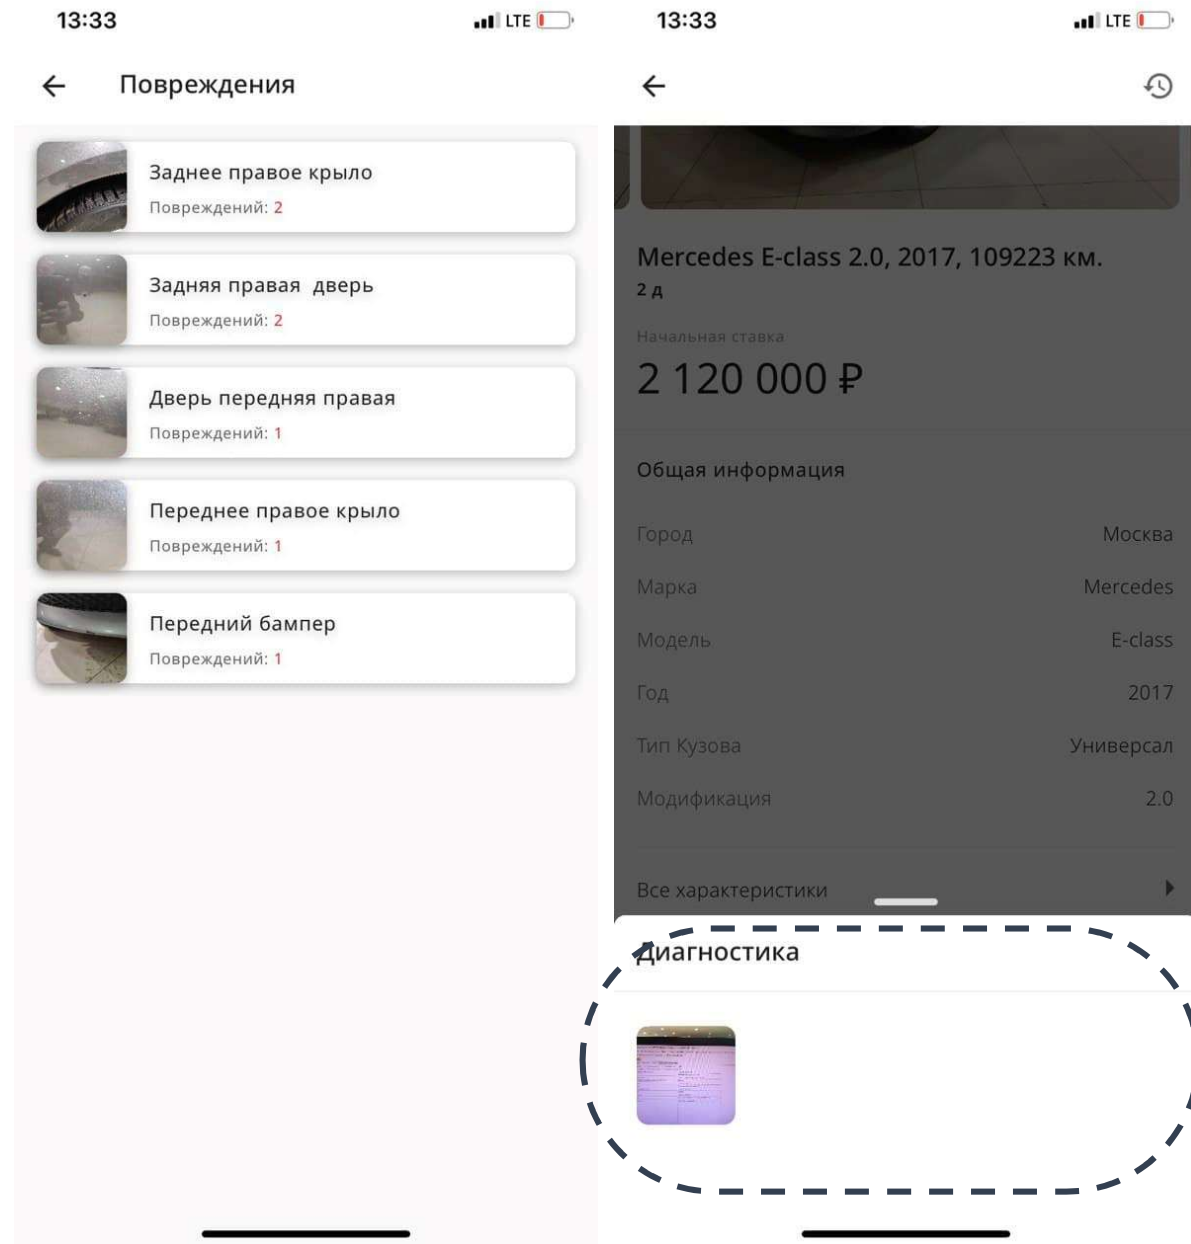 13:33
LTE
Повреждения
Заднее правое крыло
Повреждений: 2
Задняя правая  дверь
Повреждений: 2
Дверь передняя правая
Повреждений: 1
Переднее правое крыло
Повреждений: 1
Передний бампер
Повреждений: 1
13:33
LTE
Mercedes E-class 2.0, 2017, 109223 км.
2 д
Начальная ставка
2 120 000 ₽
Общая информация
Город Москва
Марка Mercedes
Модель E-class
Год 2017
Тип Кузова Универсал
Модификация 2.0
Все характеристики
Диагностика